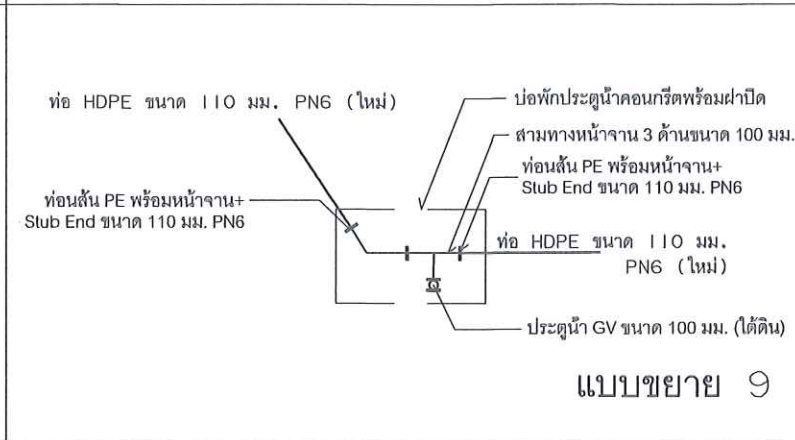 ท่อ HDPE ขนาด 110 มม. PN6 (ใหม่)
บ่อพักประตูน้ำคอนกรีตพร้อมฝาปิด
สามทางหน้าจาน 3 ด้านขนาด 100 มม.
ท่อนสั้น PE พร้อมหน้าจาน+
Stub End ขนาด 110 มม. PN6
ท่อนสั้น PE พร้อมหน้าจาน+
Stub End ขนาด 110 มม. PN6
ท่อ HDPE ขนาด 110 มม.
PN6 (ใหม่)
ประตูน้ำ GV ขนาด 100 มม. (ใต้ดิน)
แบบขยาย 9